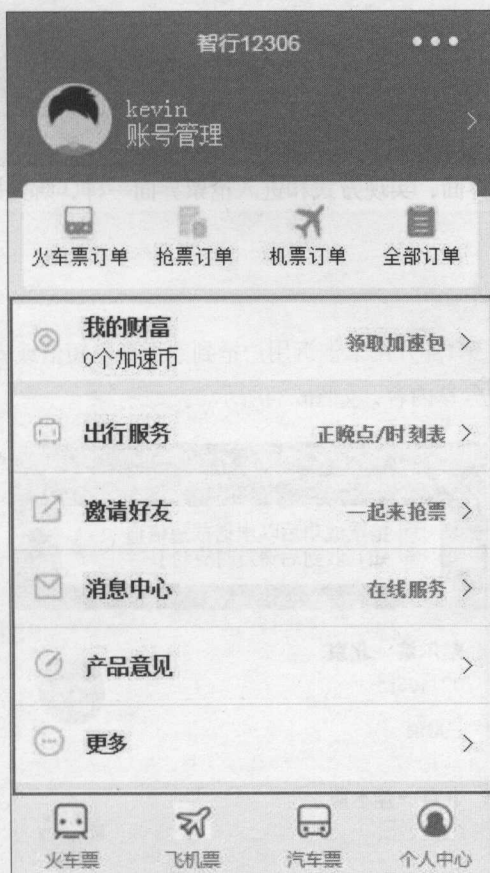 智行12306
kevin
账号管理
火车票订单 抢票订单 机票订单 全部订单
我的财富
0个加速币
领取加速包
出行服务 正晚点/时刻表
邀请好友 一起来抢票
消息中心 在线服务
产品意见
更多
火车票 飞机票 汽车票 个人中心